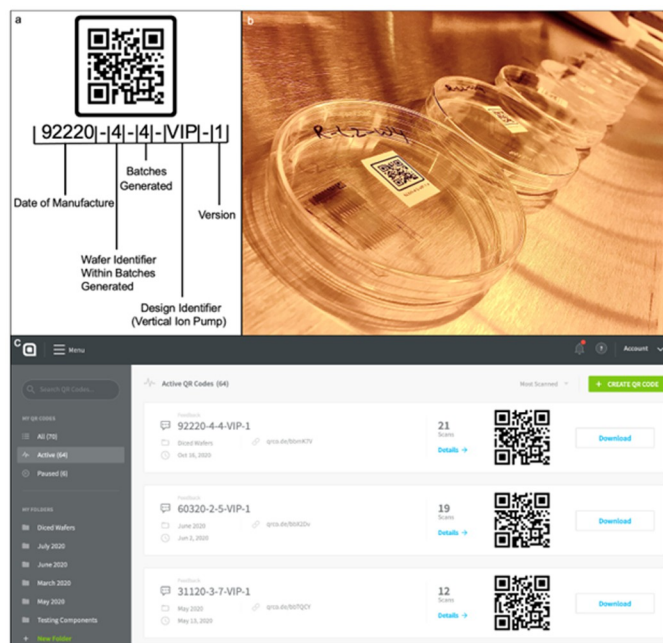 a
92220-4-4-VIP-1
Batches
Generated
Date of Manufacture
Version
Wafer Identifier
Within Batches
Generated
Design Identifier
(Vertical Ion Pump)
b
c
Menu
?
Account
Search QR Codes...
MY QR CODES
All (70)
Active (64)
Paused (6)
MY FOLDERS
Diced Wafers
July 2020
June 2020
March 2020
May 2020
Testing Components
+ New Folder
Active QR Codes (64)
Most Scanned
+ CREATE QR CODE
Feedback
92220-4-4-VIP-1
Diced Wafers
Oct 16, 2020
21
Scans
Details →
Download
60320-2-5-VIP-1
June 2020
Jun 2, 2020
19
Scans
Details →
Download
Feedback
31120-3-7-VIP-1
May 2020
May 13, 2020
12
Scans
Details →
Download